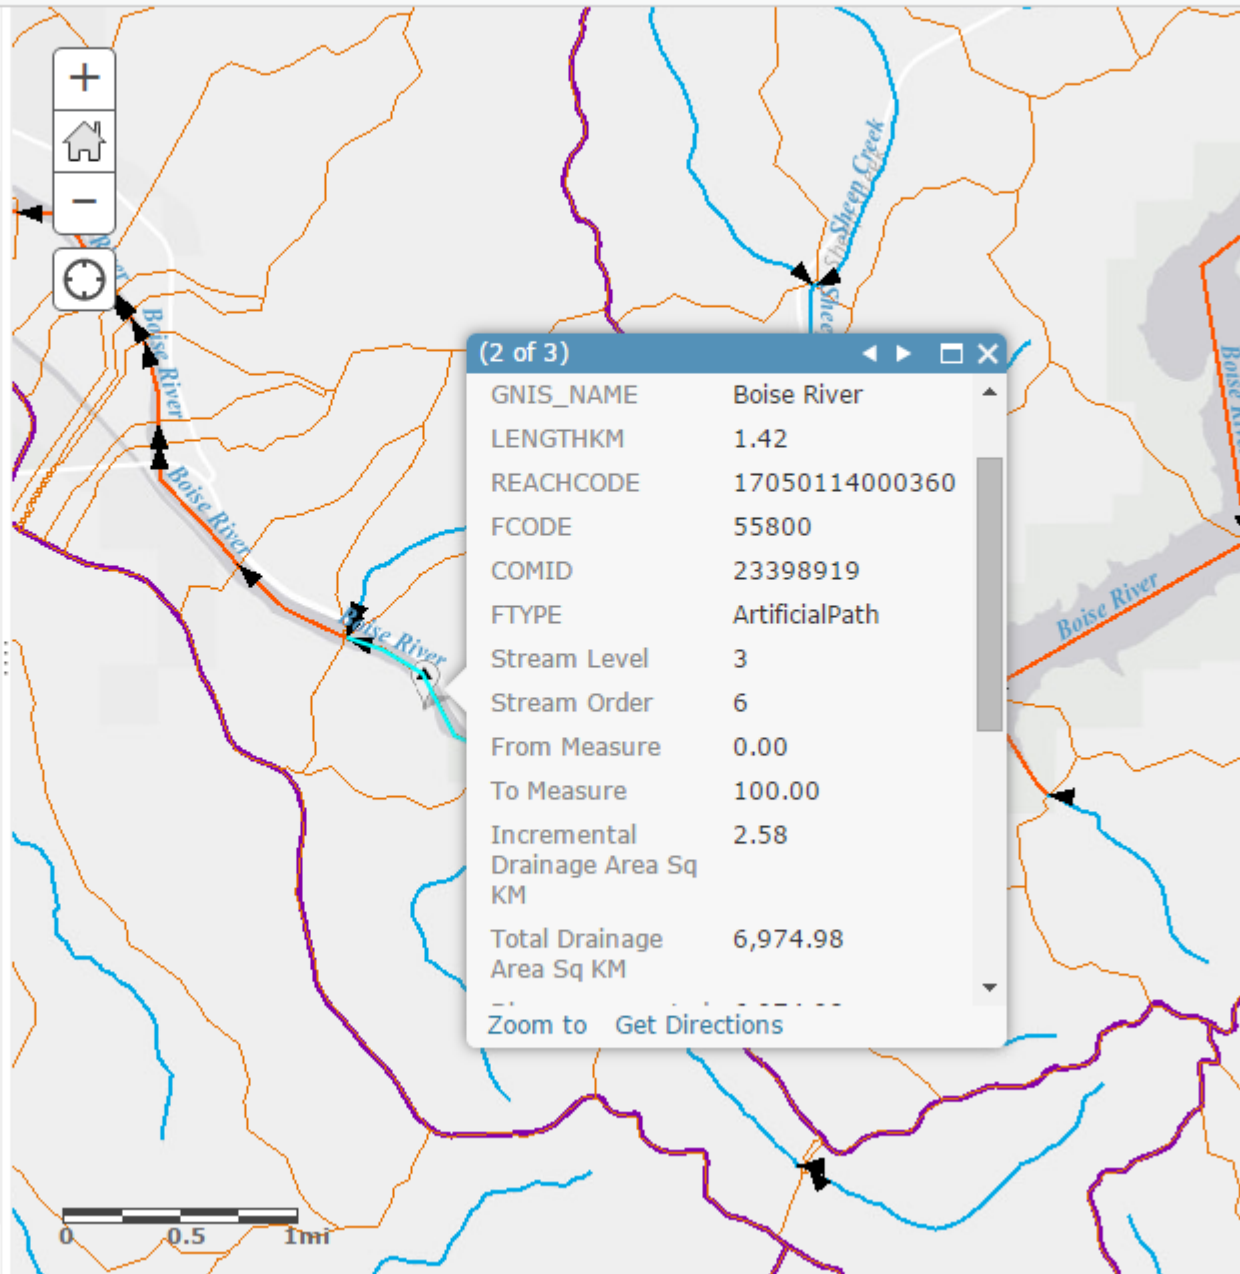 +
−
Sheep Creek
River
Boise River
Boise River
Boise River
Boise River
(2 of 3)
GNIS_NAME Boise River
LENGTHKM 1.42
REACHCODE 17050114000360
FCODE 55800
COMID 23398919
FTYPE ArtificialPath
Stream Level 3
Stream Order 6
From Measure 0.00
To Measure 100.00
Incremental 2.58
Drainage Area Sq
KM
Total Drainage 6,974.98
Area Sq KM
Zoom to Get Directions
0 0.5 1mi